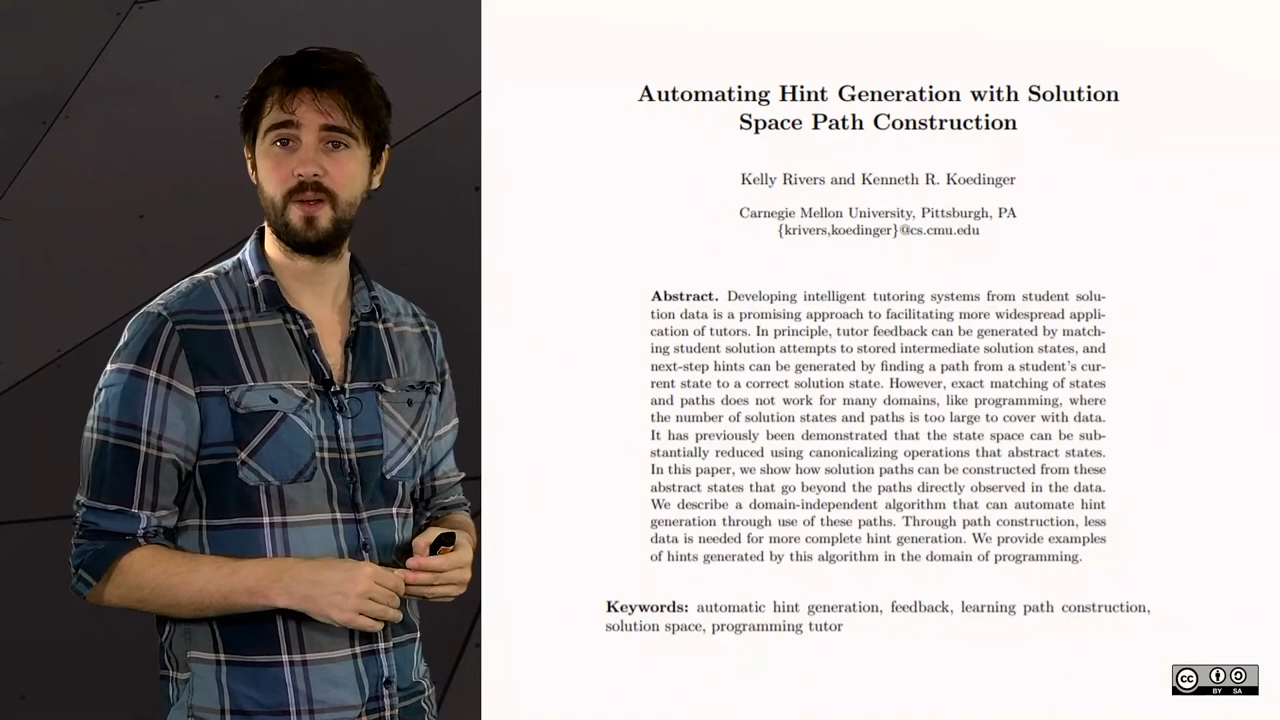 Automating Hint Generation with Solution
Space Path Construction
Kelly Rivers and Kenneth R. Koedinger
Carnegie Mellon University, Pittsburgh, PA
{krivers,koedinger}@cs.cmu.edu
Abstract. Developing intelligent tutoring systems from student solu-
tion data is a promising approach to facilitating more widespread appli-
cation of tutors. In principle, tutor feedback can be generated by match-
ing student solution attempts to stored intermediate solution states, and
next-step hints can be generated by finding a path from a student's cur-
rent state to a correct solution state. However, exact matching of states
and paths does not work for many domains, like programming, where
the number of solution states and paths is too large to cover with data.
It has previously been demonstrated that the state space can be sub-
stantially reduced using canonicalizing operations that abstract states.
In this paper, we show how solution paths can be constructed from these
abstract states that go beyond the paths directly observed in the data.
We describe a domain-independent algorithm that can automate hint
generation through use of these paths. Through path construction, less
data is needed for more complete hint generation. We provide examples
of hints generated by this algorithm in the domain of programming.
Keywords: automatic hint generation, feedback, learning path construction,
solution space, programming tutor
cc
BY SA